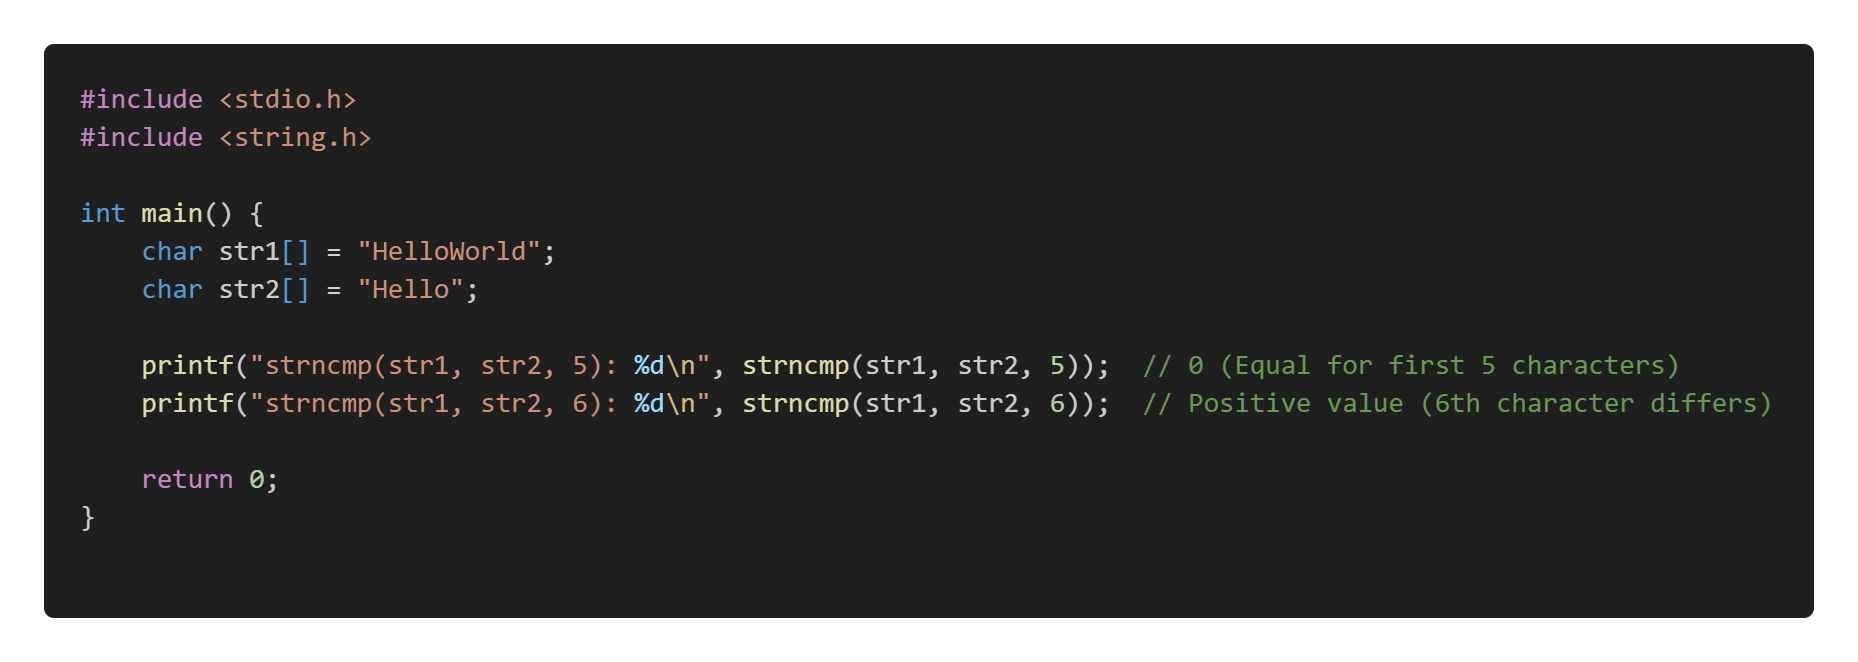 #include <stdio.h>
#include <string.h>
int main() {
    char str1[] = "HelloWorld";
    char str2[] = "Hello";
    printf("strncmp(str1, str2, 5): %d\n", strncmp(str1, str2, 5));  // 0 (Equal for first 5 characters)
    printf("strncmp(str1, str2, 6): %d\n", strncmp(str1, str2, 6));  // Positive value (6th character differs)
    return 0;
}